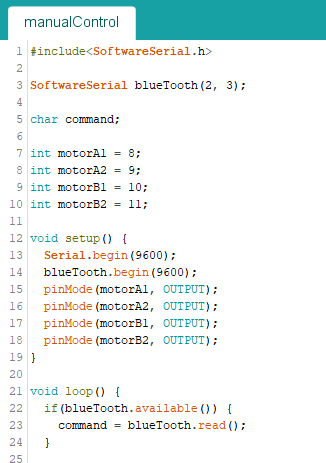 manualControl
1 #include<SoftwareSerial.h>
2
3 SoftwareSerial blueTooth(2, 3);
4
5 char command;
6
7 int motorA1 = 8;
8 int motorA2 = 9;
9 int motorB1 = 10;
10 int motorB2 = 11;
11
12 void setup() {
13   Serial.begin(9600);
14   blueTooth.begin(9600);
15   pinMode(motorA1, OUTPUT);
16   pinMode(motorA2, OUTPUT);
17   pinMode(motorB1, OUTPUT);
18   pinMode(motorB2, OUTPUT);
19 }
20
21 void loop() {
22   if(blueTooth.available()) {
23     command = blueTooth.read();
24   }
25